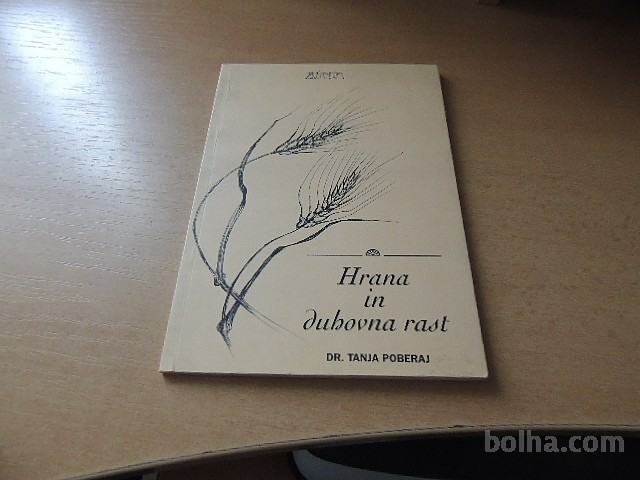 Hrana
in
duhovna rast
DR. TANJA POBERAJ
bolha.com